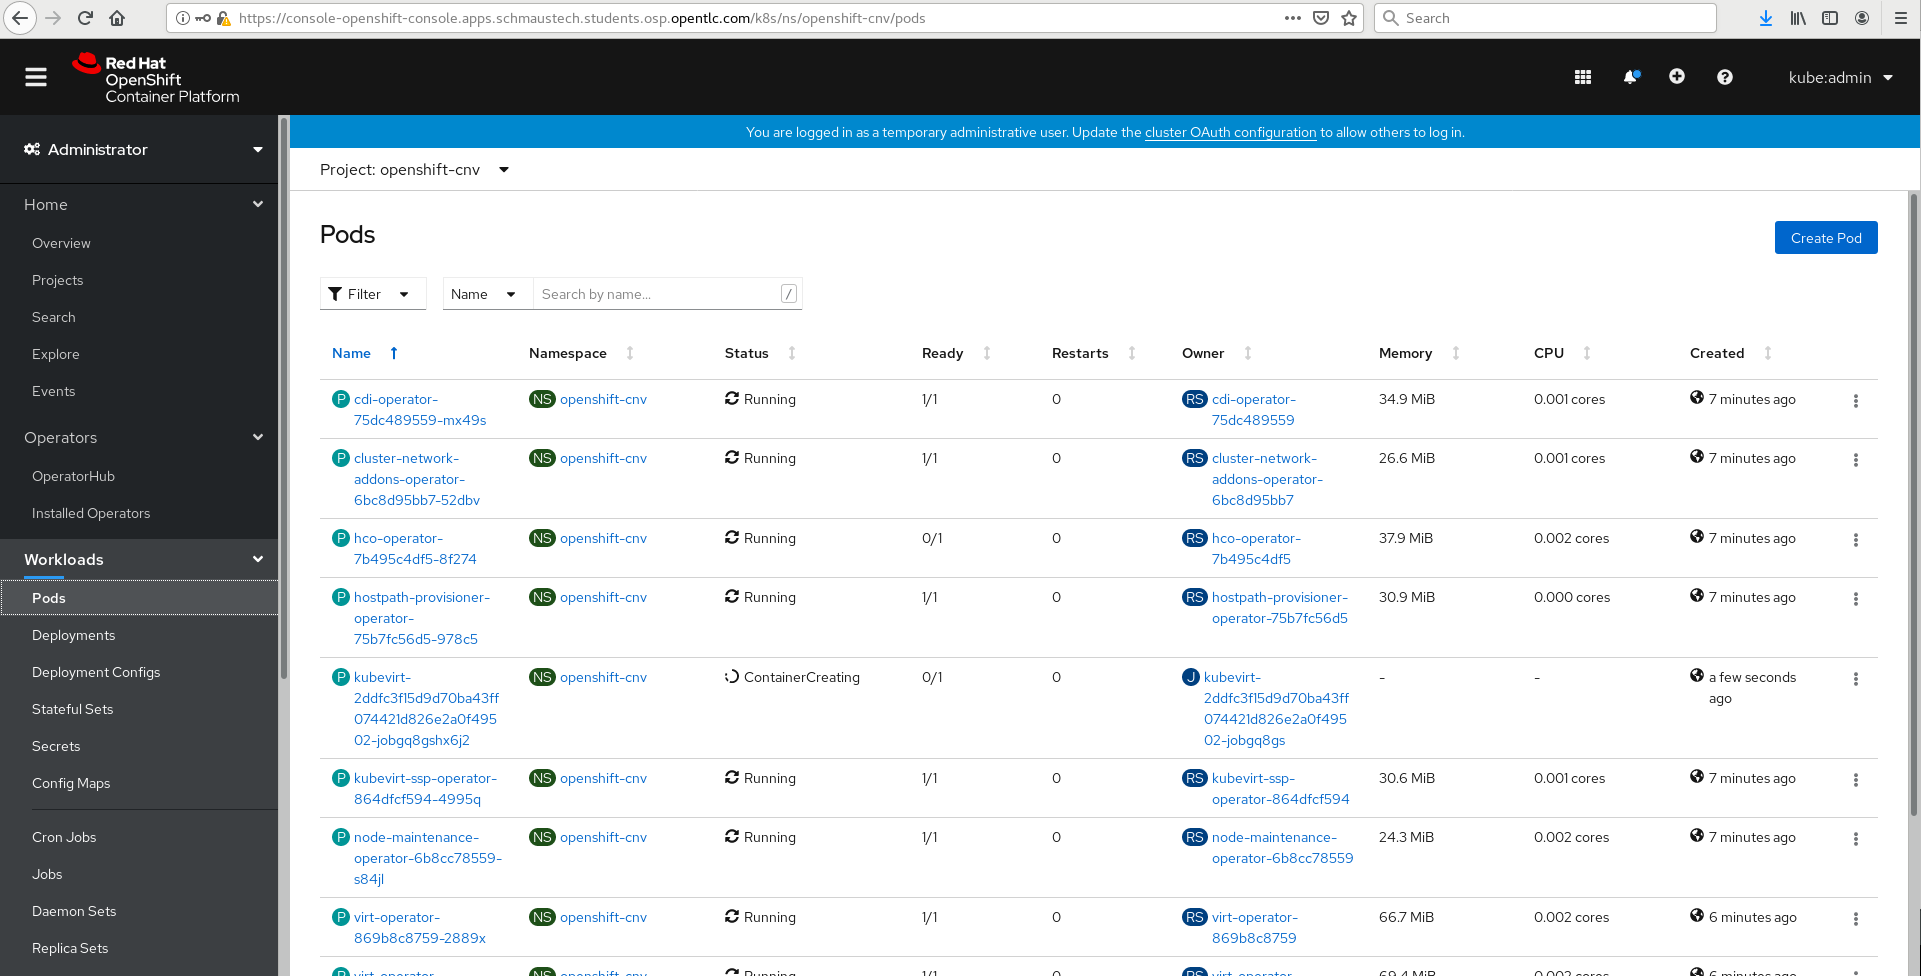 https://console-openshift-console.apps.schmaustech.students.osp.opentlc.com/k8s/ns/openshift-cnv/pods
Search
Red Hat
OpenShift
Container Platform
kube:admin
Administrator
You are logged in as a temporary administrative user. Update the cluster OAuth configuration to allow others to log in.
Project: openshift-cnv
Home
Overview
Projects
Search
Explore
Events
Operators
OperatorHub
Installed Operators
Workloads
Pods
Deployments
Deployment Configs
Stateful Sets
Secrets
Config Maps
Cron Jobs
Jobs
Daemon Sets
Replica Sets
Pods
Create Pod
Filter Name Search by name... /
Name Namespace Status Ready Restarts Owner Memory CPU Created
P cdi-operator- NS openshift-cnv Running 1/1 0 RS cdi-operator- 34.9 MiB 0.001 cores 7 minutes ago
75dc489559-mx49s 75dc489559
P cluster-network- NS openshift-cnv Running 1/1 0 RS cluster-network- 26.6 MiB 0.001 cores 7 minutes ago
addons-operator- addons-operator-
6bc8d95bb7-52dbv 6bc8d95bb7
P hco-operator- NS openshift-cnv Running 0/1 0 RS hco-operator- 37.9 MiB 0.002 cores 7 minutes ago
7b495c4df5-8f274 7b495c4df5
P hostpath-provisioner- NS openshift-cnv Running 1/1 0 RS hostpath-provisioner- 30.9 MiB 0.000 cores 7 minutes ago
operator- operator-75b7fc56d5
75b7fc56d5-978c5
P kubevirt- NS openshift-cnv ContainerCreating 0/1 0 J kubevirt- - - a few seconds
2ddfc3f15d9d70ba43ff 2ddfc3f15d9d70ba43ff ago
074421d826e2a0f495 074421d826e2a0f495
02-jobgq8gshx6j2 02-jobgq8gs
P kubevirt-ssp-operator- NS openshift-cnv Running 1/1 0 RS kubevirt-ssp- 30.6 MiB 0.001 cores 7 minutes ago
864dfcf594-4995q operator-864dfcf594
P node-maintenance- NS openshift-cnv Running 1/1 0 RS node-maintenance- 24.3 MiB 0.002 cores 7 minutes ago
operator-6b8cc78559- operator-6b8cc78559
s84jl
P virt-operator- NS openshift-cnv Running 1/1 0 RS virt-operator- 66.7 MiB 0.002 cores 6 minutes ago
869b8c8759-2889x 869b8c8759
P virt-operator- NS openshift-cnv Running 1/1 0 RS virt-operator- 69.4 MiB 0.002 cores 6 minutes ago